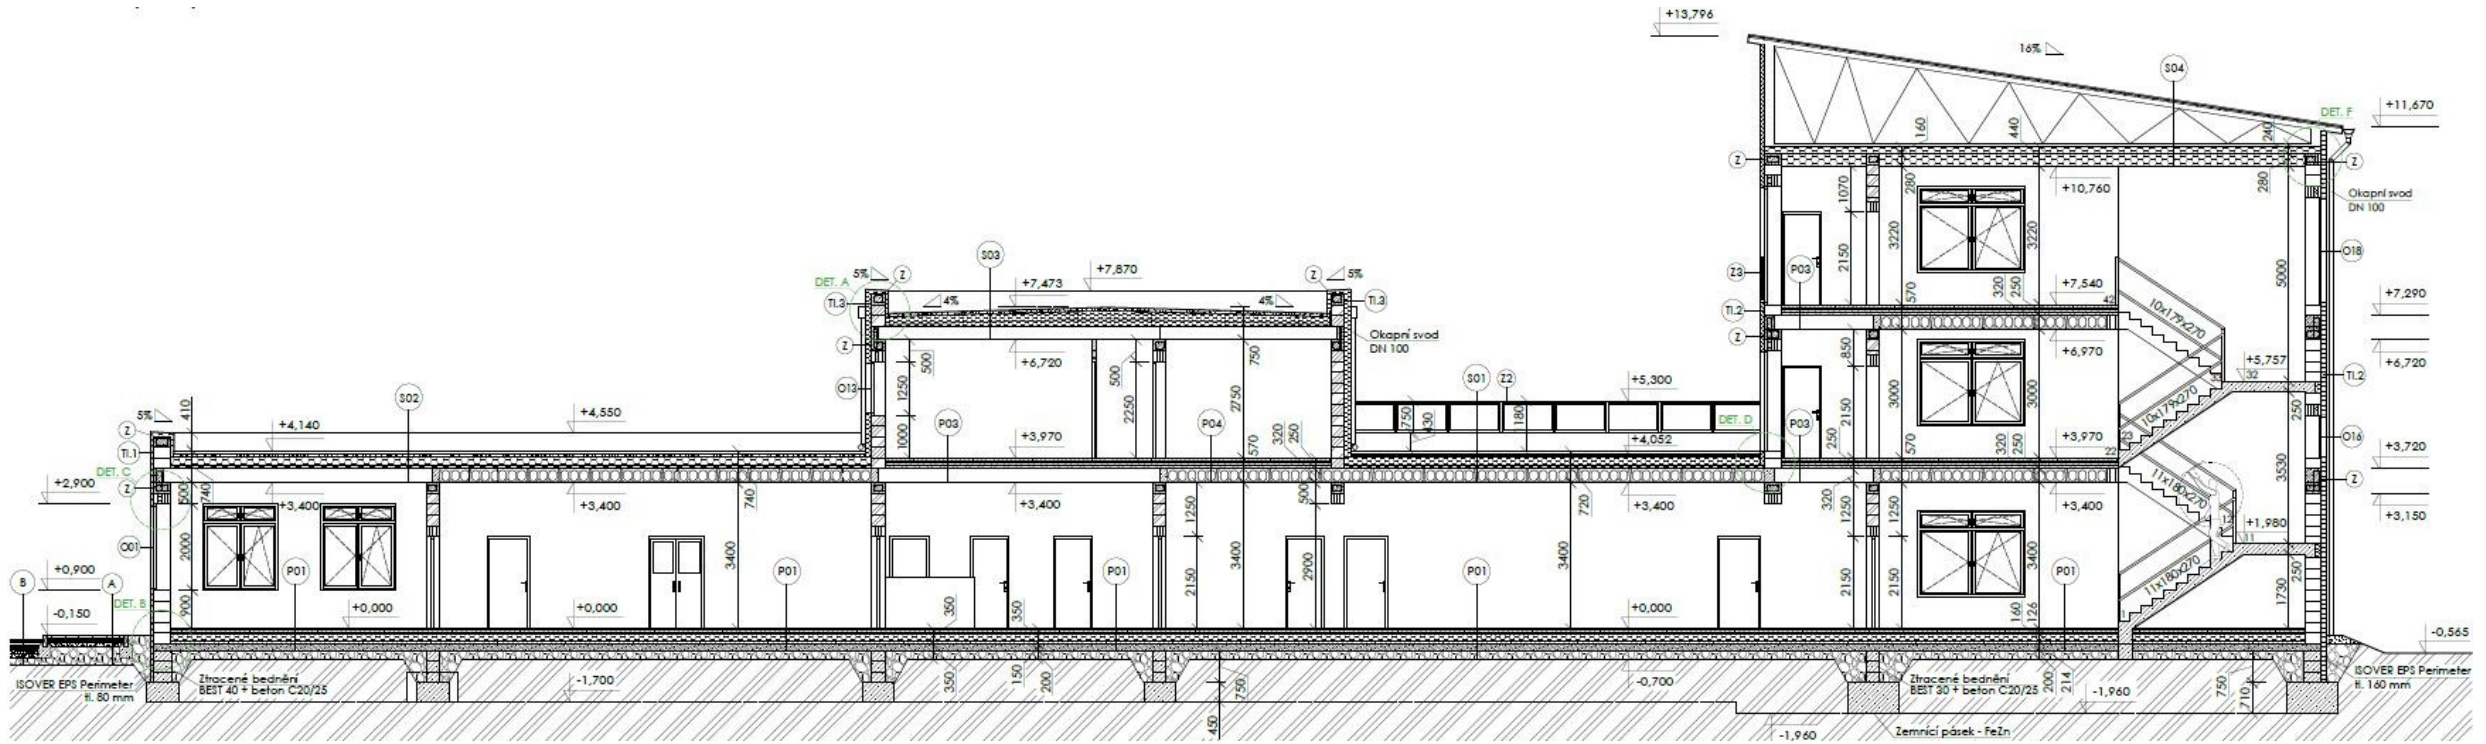 +13,796
16%
S04
DET. F
+11,670
160
440
240
Z
Z
280
280
+10,760
1070
Okapní svod
DN 100
S03
5%
Z
Z
5%
+7,870
DET. A
+7,473
TI.3
4%
4%
TI.3
Z3
2150
3220
P03
3220
5000
O18
570
320
250
+7,540
42
+7,290
TI.2
10x179x270
Z
Okapní svod
DN 100
Z
500
+6,720
500
750
850
+6,970
+6,720
+5,757
32
33
TI.2
O13
1250
S01
Z2
+5,300
S02
2250
2750
750
430
1180
2150
3000
3000
10x179x270
250
410
5%
+4,140
+4,550
1000
P03
P04
DET. D
P03
Z
+3,970
570
320
250
+4,052
250
570
320
250
+3,970
23
22
O16
+3,720
TI.1
DET. C
+2,900
Z
500
740
+3,400
+3,400
740
+3,400
500
720
+3,400
320
+3,400
3530
Z
11x180x270
+3,150
1250
1250
1250
12
+1,980
11
O01
2000
3400
3400
3400
3400
2900
P01
P01
P01
P01
P01
B
+0,900
A
2150
2150
2150
11x180x270
250
-0,150
DET. B
900
+0,000
+0,000
350
350
+0,000
160
126
1
1730
-0,565
ISOVER EPS Perimeter
tl. 80 mm
Ztracené bednění
BEST 40 + beton C20/25
-1,700
350
150
200
750
-0,700
Ztracené bednění
BEST 30 + beton C20/25
200
214
-1,960
750
710
ISOVER EPS Perimeter
tl. 160 mm
450
-1,960
Zemnící pásek - FeZn